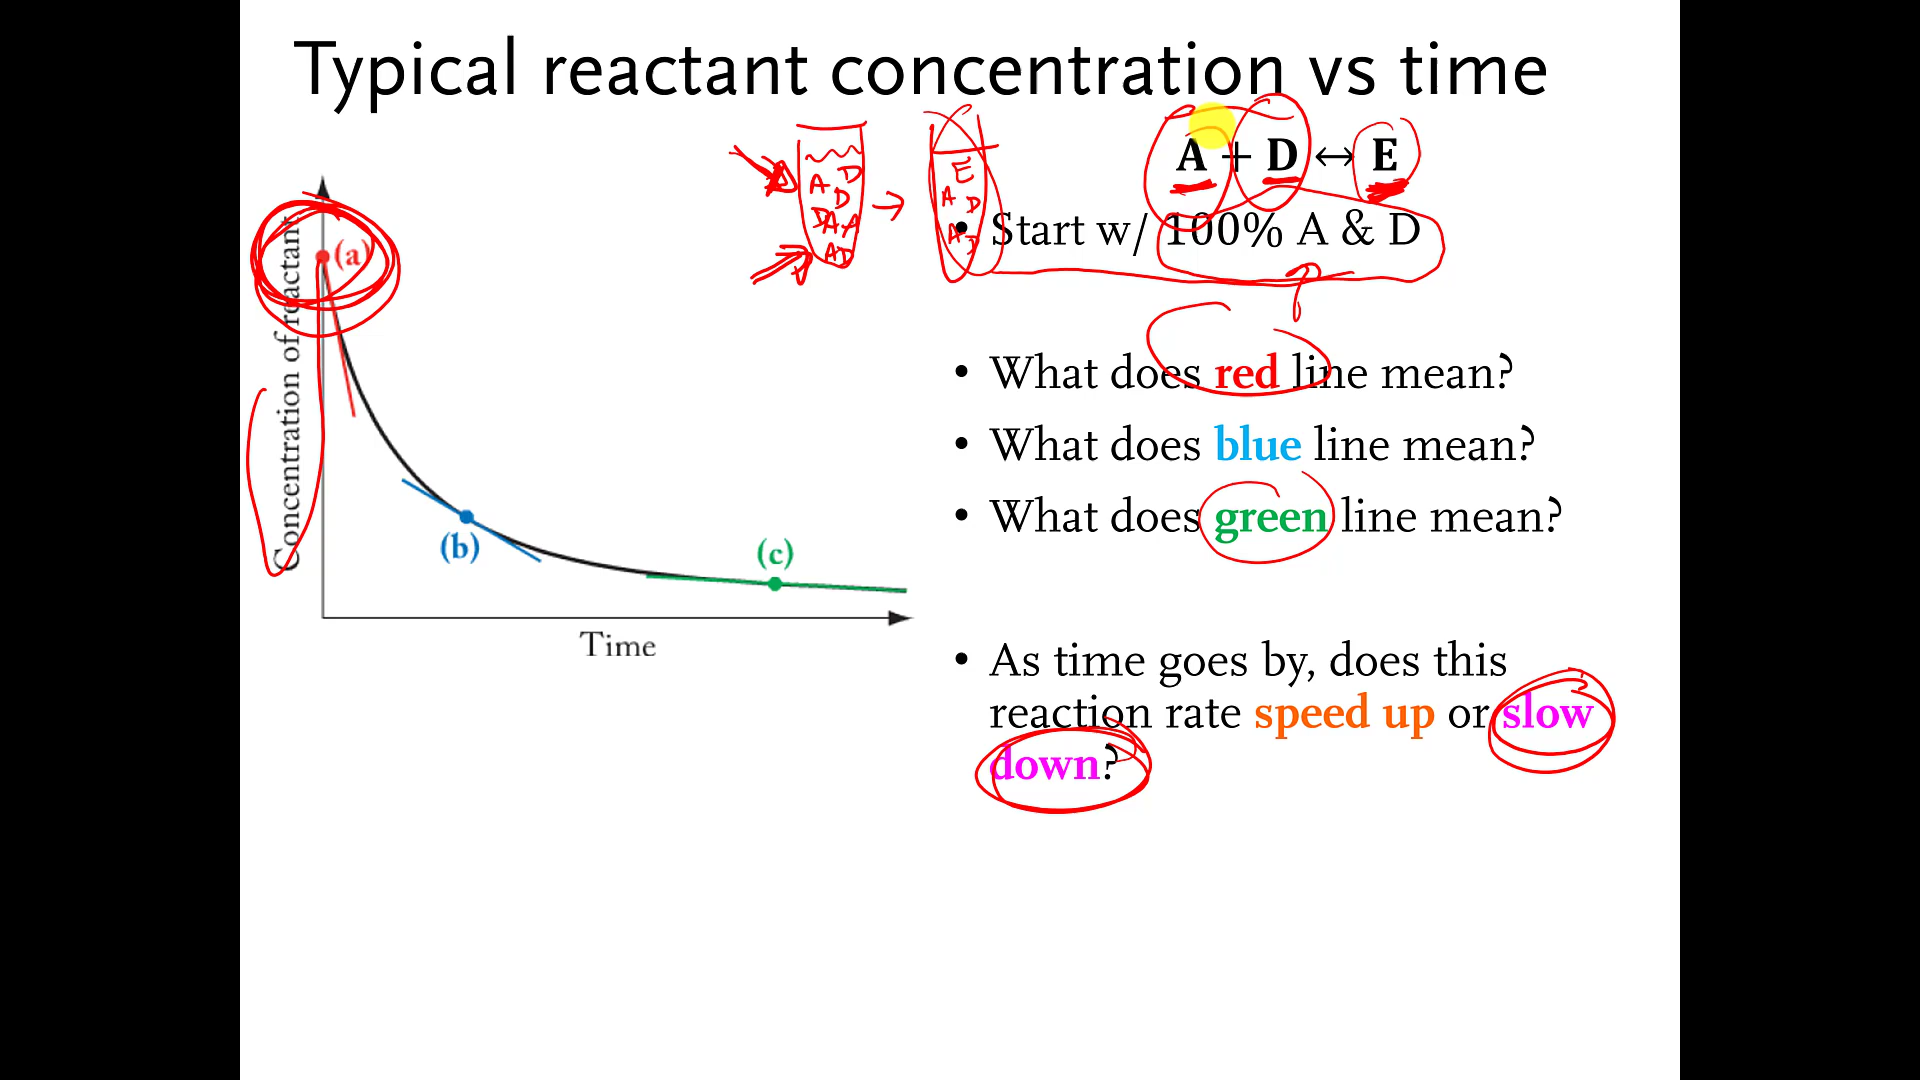 Typical reactant concentration vs time
A + D ↔ E
• Start w/ 100% A & D
• What does red line mean?
• What does blue line mean?
• What does green line mean?
• As time goes by, does this
reaction rate speed up or slow
down?
Concentration of reactant
(a)
(b)
(c)
Time
A D
D
D A A
A D
→
E
A D
A D